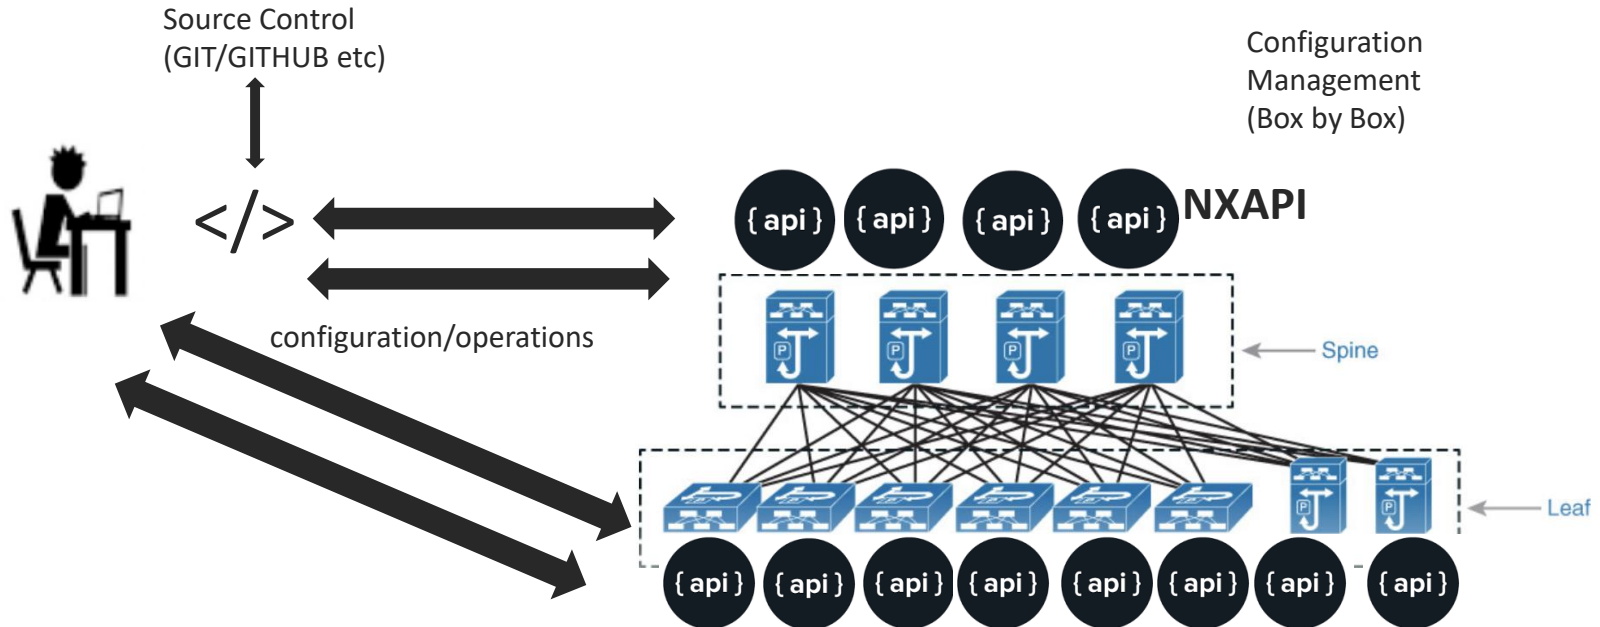 Source Control
(GIT/GITHUB etc)
Configuration
Management
(Box by Box)
</>
{ api } { api } { api } { api } NXAPI
configuration/operations
P P P P
Spine
P P
Leaf
{ api } { api } { api } { api } { api } { api } { api } { api }